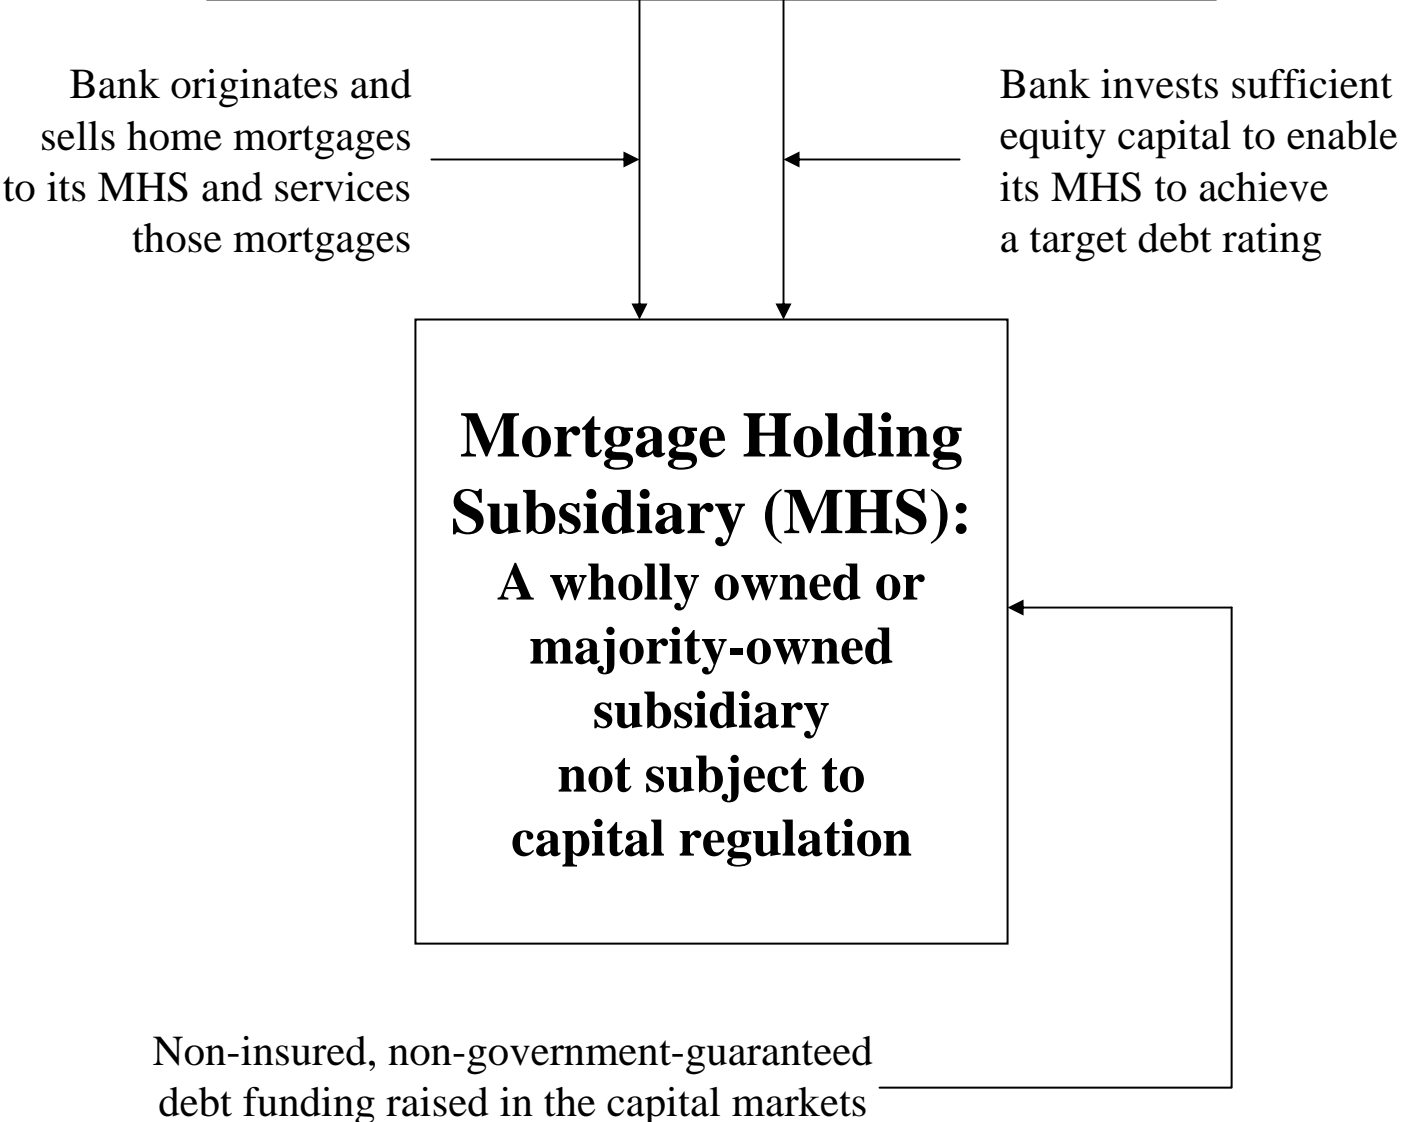 Bank originates and
sells home mortgages
to its MHS and services
those mortgages
Bank invests sufficient
equity capital to enable
its MHS to achieve
a target debt rating
Mortgage Holding
Subsidiary (MHS):
A wholly owned or
majority-owned
subsidiary
not subject to
capital regulation
Non-insured, non-government-guaranteed
debt funding raised in the capital markets